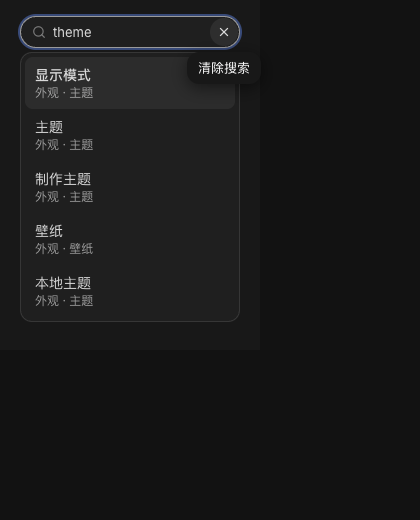 theme
清除搜索
显示模式
外观 · 主题
主题
外观 · 主题
制作主题
外观 · 主题
壁纸
外观 · 壁纸
本地主题
外观 · 主题